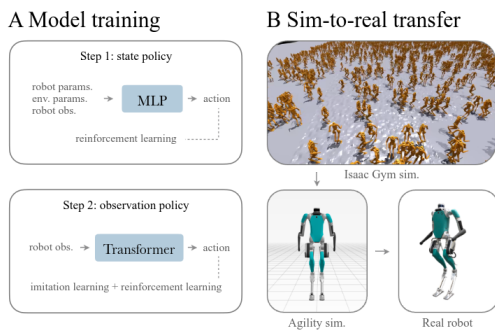 A Model training
Step 1: state policy
robot params.
env. params.
robot obs.
MLP
action
reinforcement learning
Step 2: observation policy
robot obs.
Transformer
action
imitation learning + reinforcement learning
B Sim-to-real transfer
Isaac Gym sim.
Agility sim.
Real robot